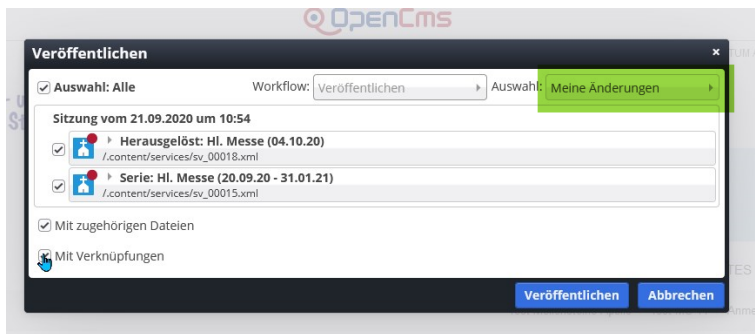 OpenCms
Veröffentlichen
Auswahl: Alle Workflow: Veröffentlichen Auswahl: Meine Änderungen
Sitzung vom 21.09.2020 um 10:54
Herausgelöst: Hl. Messe (04.10.20)
/.content/services/sv_00018.xml
Serie: Hl. Messe (20.09.20 - 31.01.21)
/.content/services/sv_00015.xml
Mit zugehörigen Dateien
Mit Verknüpfungen
Veröffentlichen Abbrechen